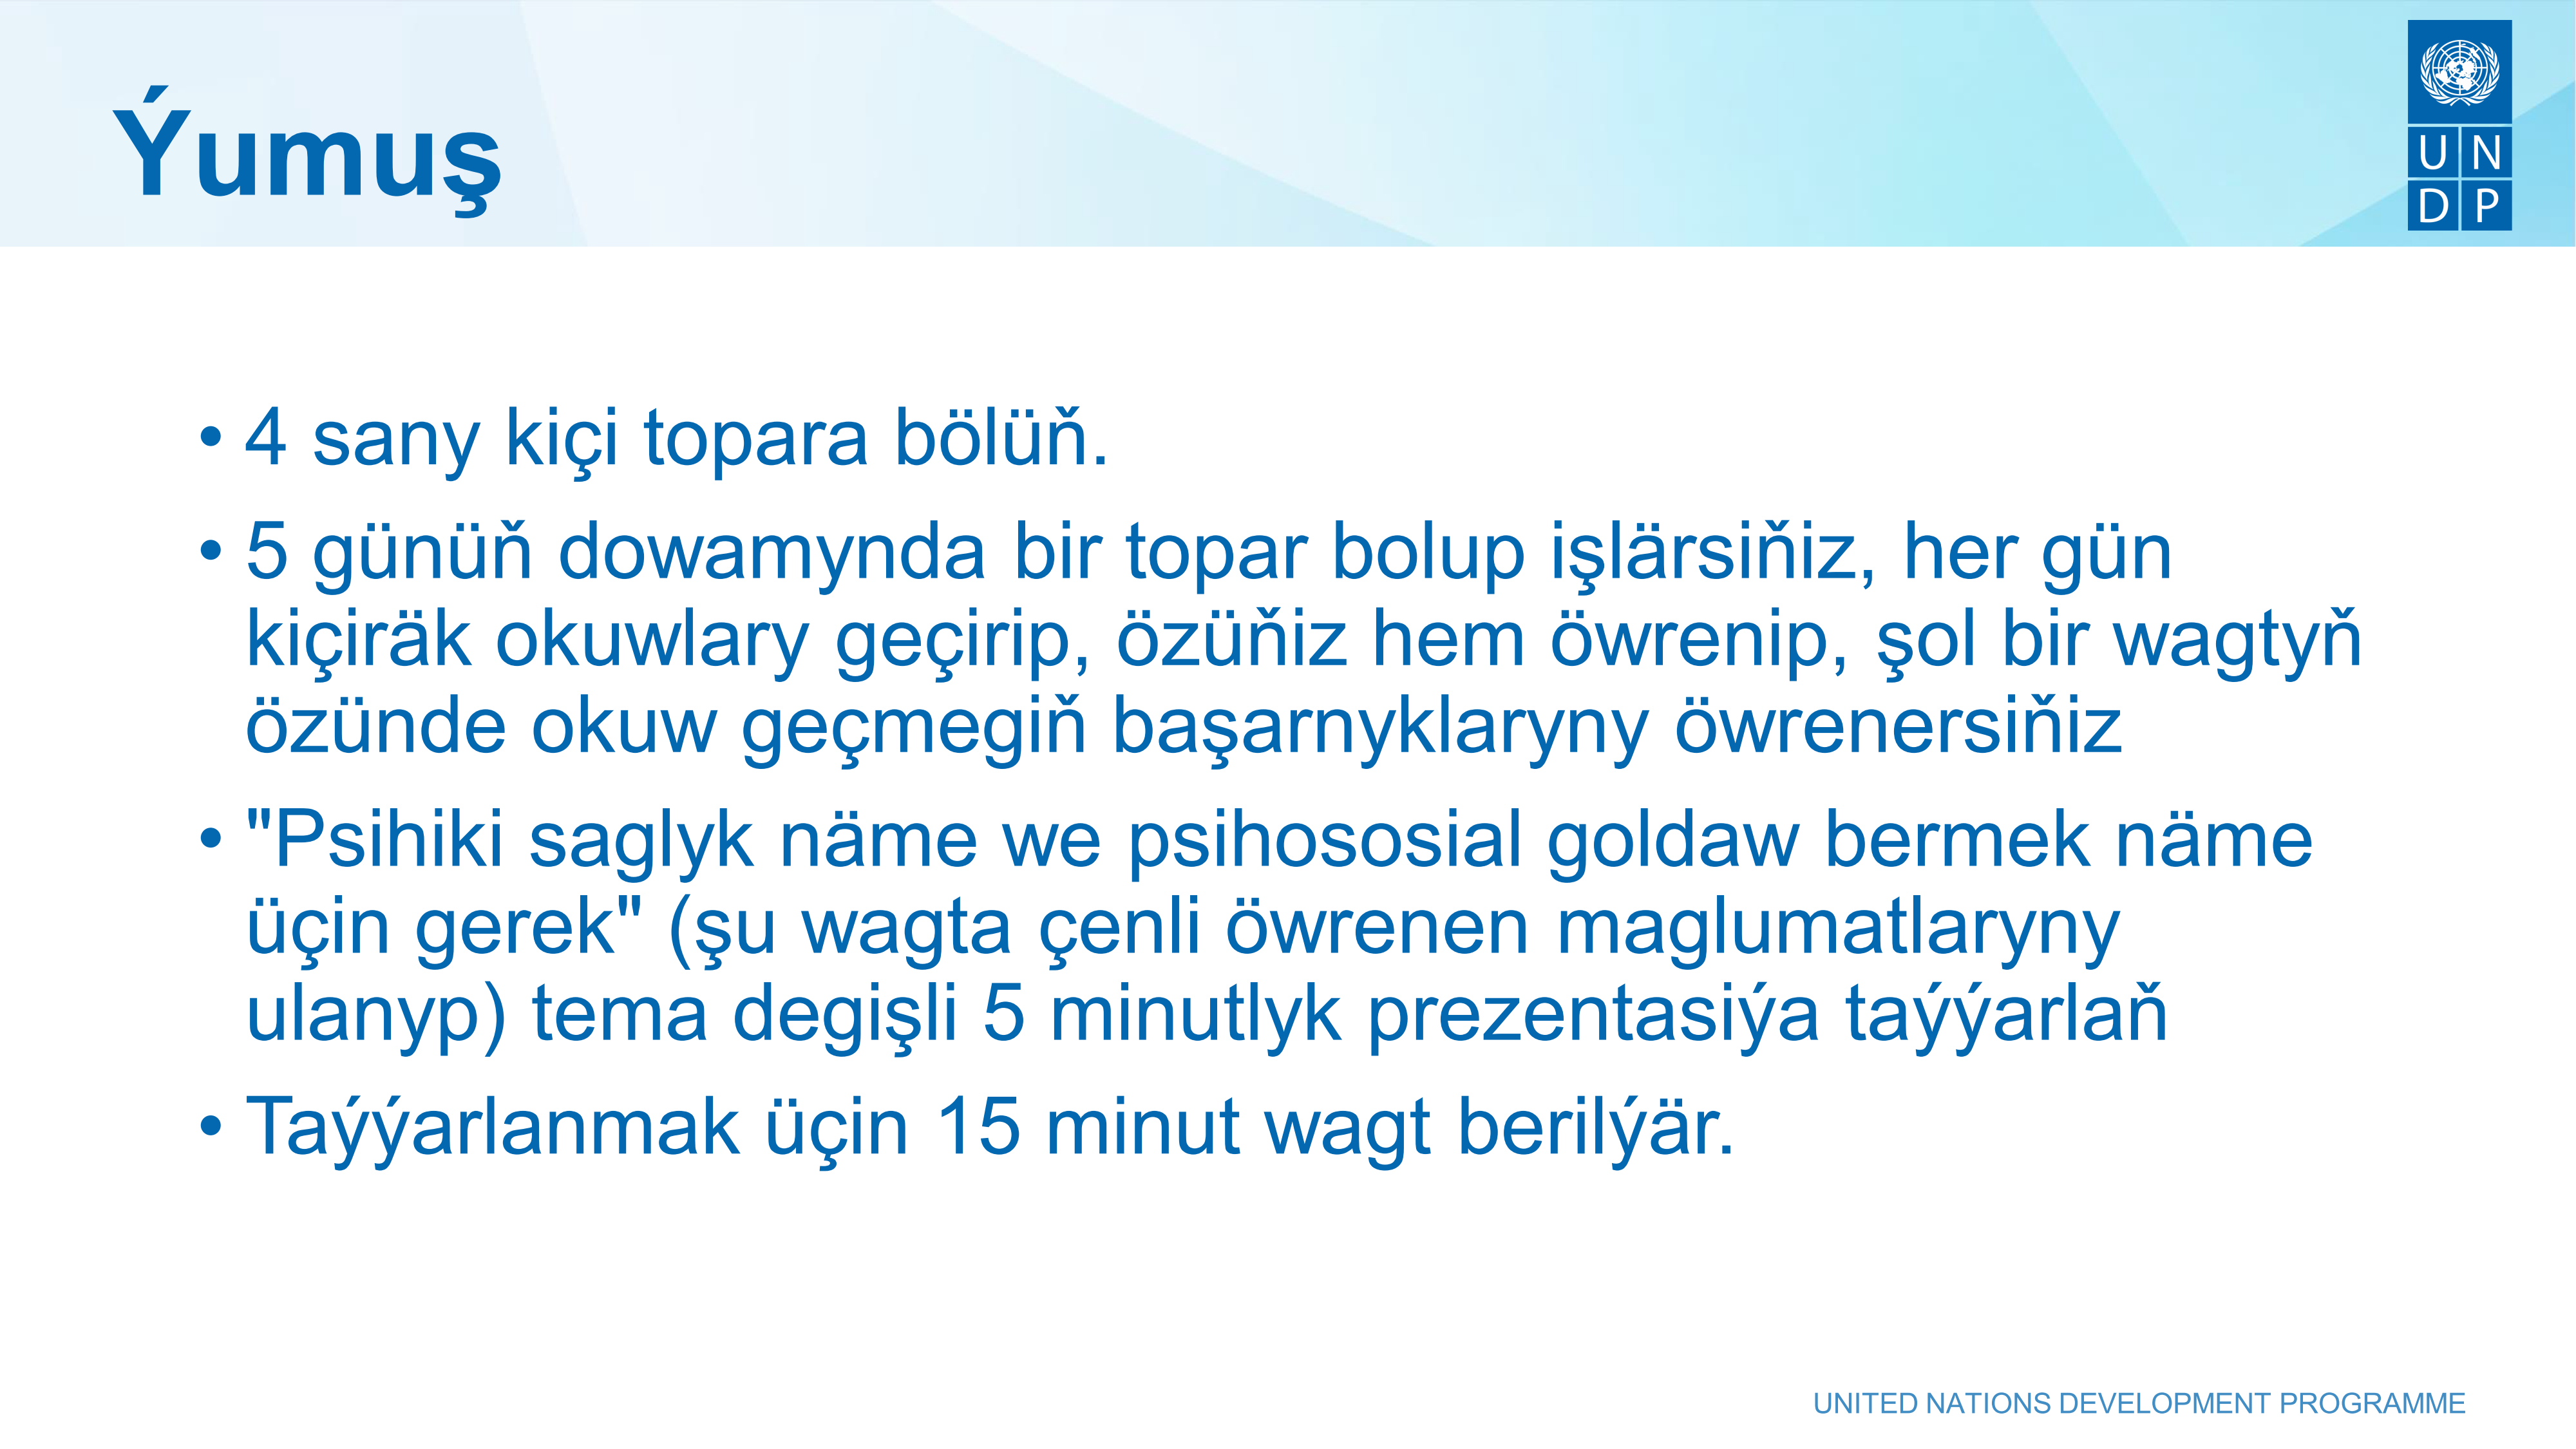 Ýumuş
U N
D P
• 4 sany kiçi topara bölüň.
• 5 günüň dowamynda bir topar bolup işlärsiňiz, her gün
kiçiräk okuwlary geçirip, özüňiz hem öwrenip, şol bir wagtyň
özünde okuw geçmegiň başarnyklaryny öwrenersiňiz
• "Psihiki saglyk näme we psihososial goldaw bermek näme
üçin gerek" (şu wagta çenli öwrenen maglumatlaryny
ulanyp) tema degişli 5 minutlyk prezentasiýa taýýarlaň
• Taýýarlanmak üçin 15 minut wagt berilýär.
UNITED NATIONS DEVELOPMENT PROGRAMME